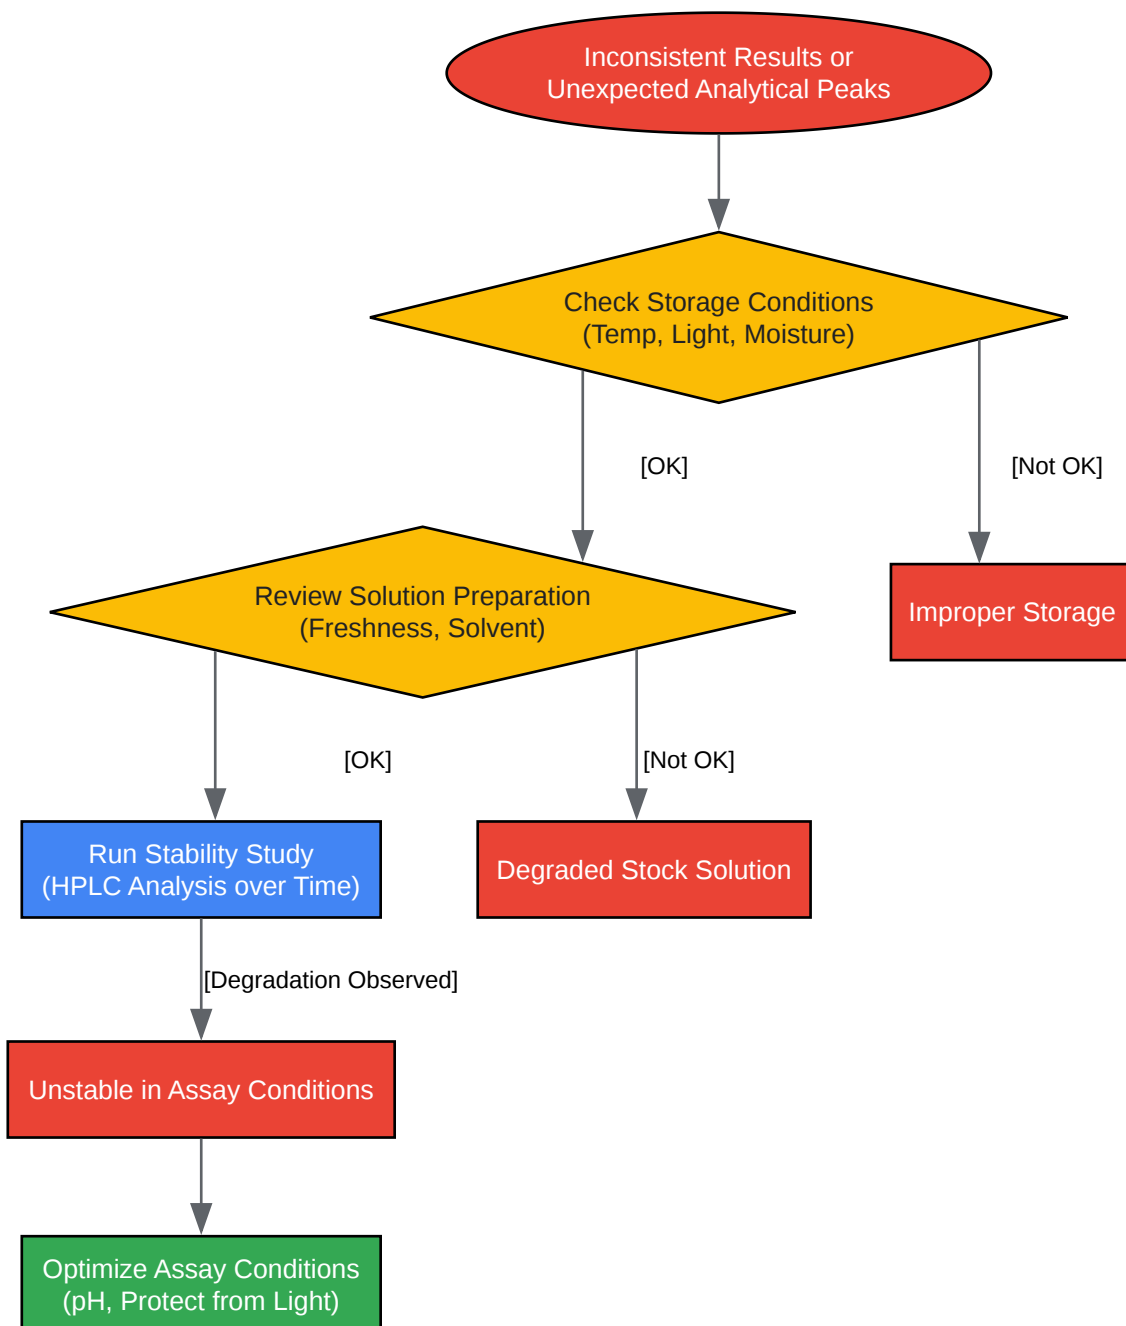 Inconsistent Results or
Unexpected Analytical Peaks
Check Storage Conditions
(Temp, Light, Moisture)
[OK]
[Not OK]
Review Solution Preparation
(Freshness, Solvent)
Improper Storage
[OK]
[Not OK]
Run Stability Study
(HPLC Analysis over Time)
Degraded Stock Solution
[Degradation Observed]
Unstable in Assay Conditions
Optimize Assay Conditions
(pH, Protect from Light)